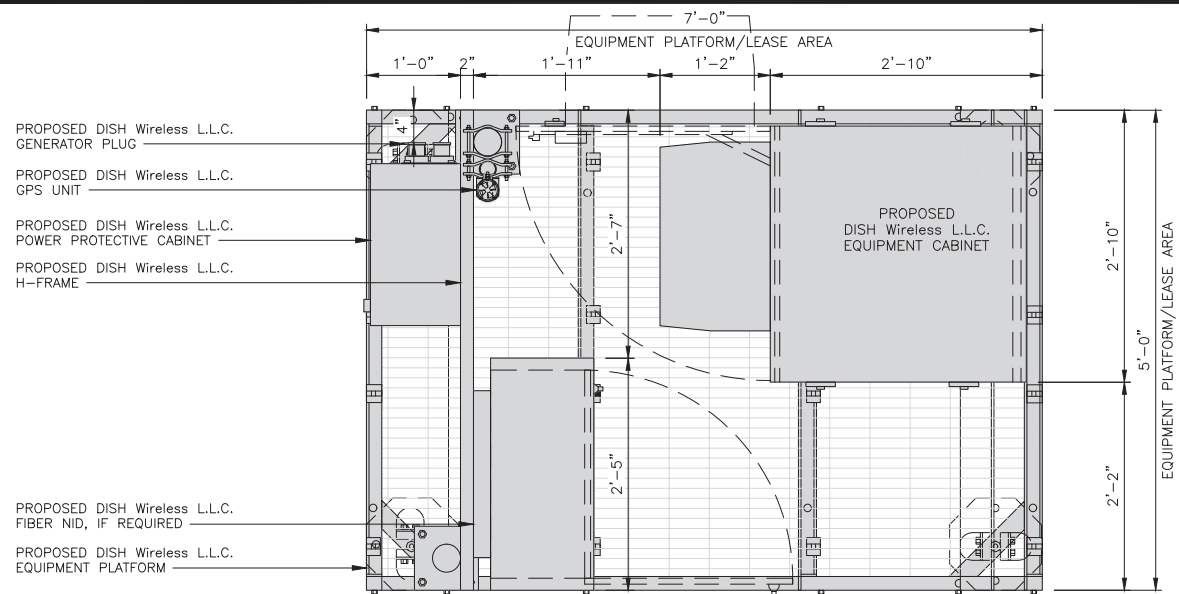 7'-0"
EQUIPMENT PLATFORM/LEASE AREA
1'-0"
2"
1'-11"
1'-2"
2'-10"
PROPOSED DISH Wireless L.L.C.
GENERATOR PLUG
4"
PROPOSED DISH Wireless L.L.C.
GPS UNIT
PROPOSED DISH Wireless L.L.C.
POWER PROTECTIVE CABINET
PROPOSED DISH Wireless L.L.C.
H-FRAME
2'-7"
PROPOSED
DISH Wireless L.L.C.
EQUIPMENT CABINET
2'-10"
5'-0"
EQUIPMENT PLATFORM/LEASE AREA
2'-5"
2'-2"
PROPOSED DISH Wireless L.L.C.
FIBER NID, IF REQUIRED
PROPOSED DISH Wireless L.L.C.
EQUIPMENT PLATFORM